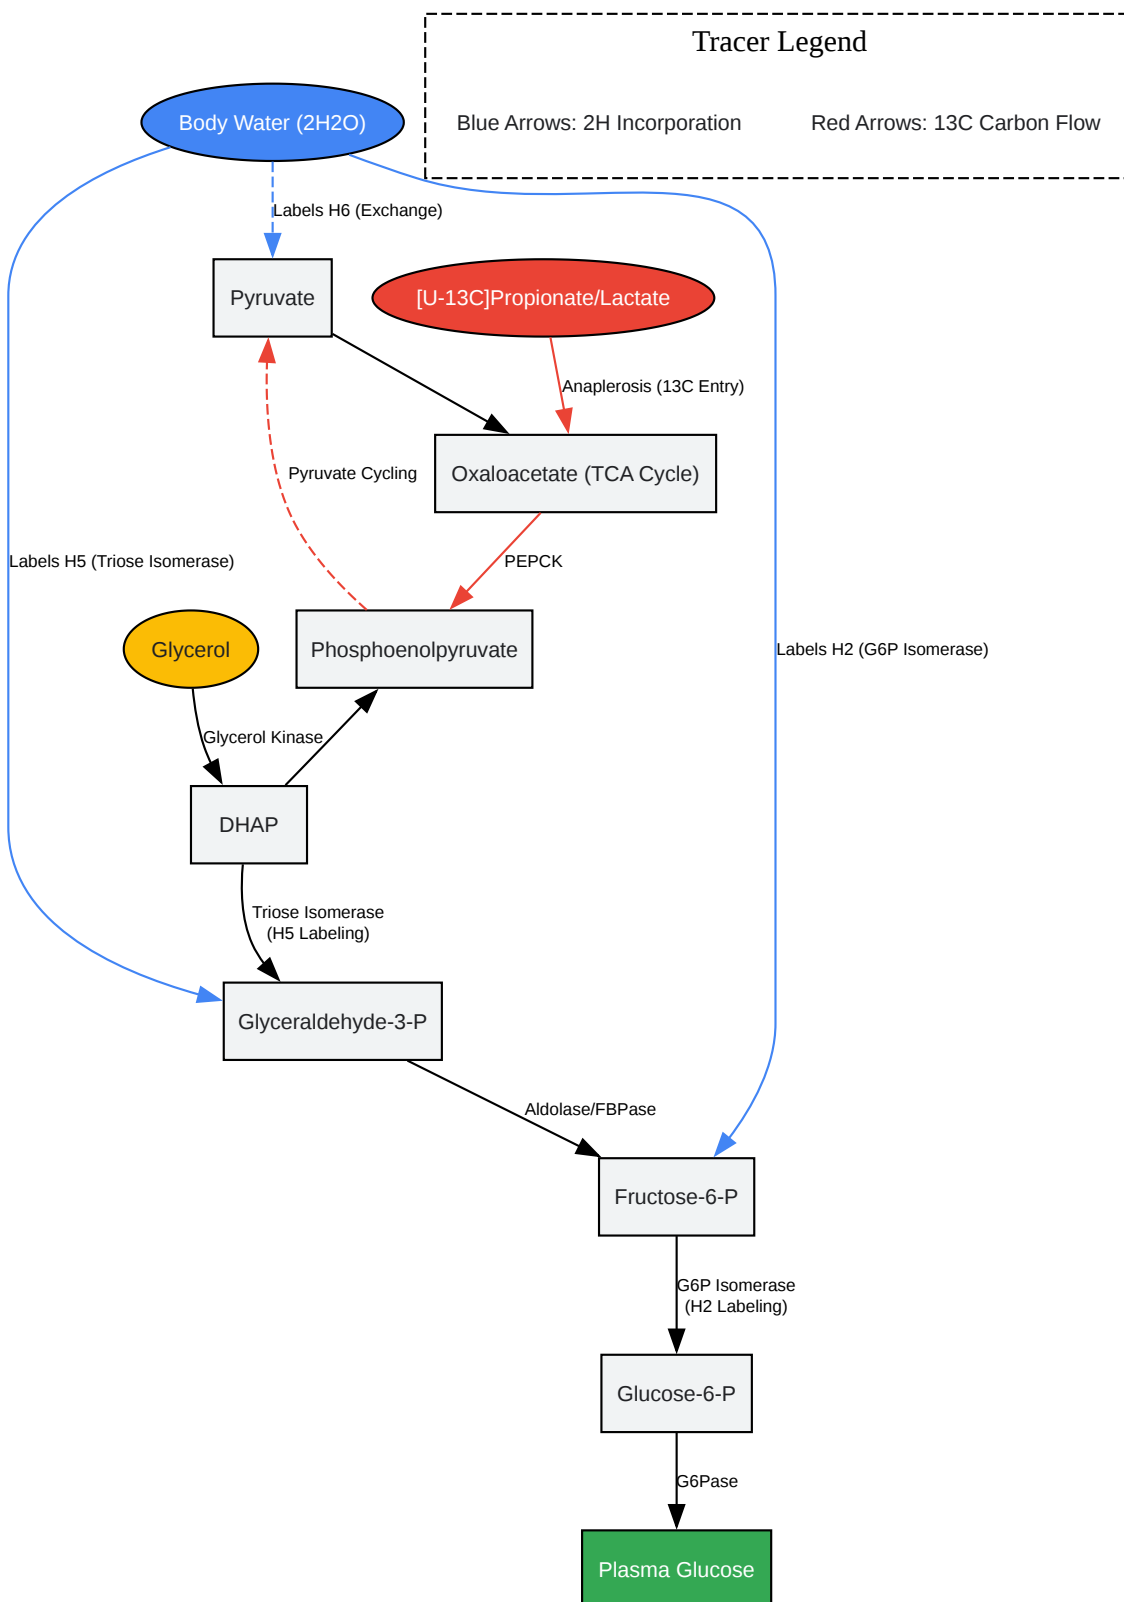 Tracer Legend
Body Water (2H2O)
Blue Arrows: 2H Incorporation
Red Arrows: 13C Carbon Flow
Labels H6 (Exchange)
Pyruvate
[U-13C]Propionate/Lactate
Anaplerosis (13C Entry)
Pyruvate Cycling
Oxaloacetate (TCA Cycle)
Labels H5 (Triose Isomerase)
PEPCK
Glycerol
Phosphoenolpyruvate
Labels H2 (G6P Isomerase)
Glycerol Kinase
DHAP
Triose Isomerase
(H5 Labeling)
Glyceraldehyde-3-P
Aldolase/FBPase
Fructose-6-P
G6P Isomerase
(H2 Labeling)
Glucose-6-P
G6Pase
Plasma Glucose